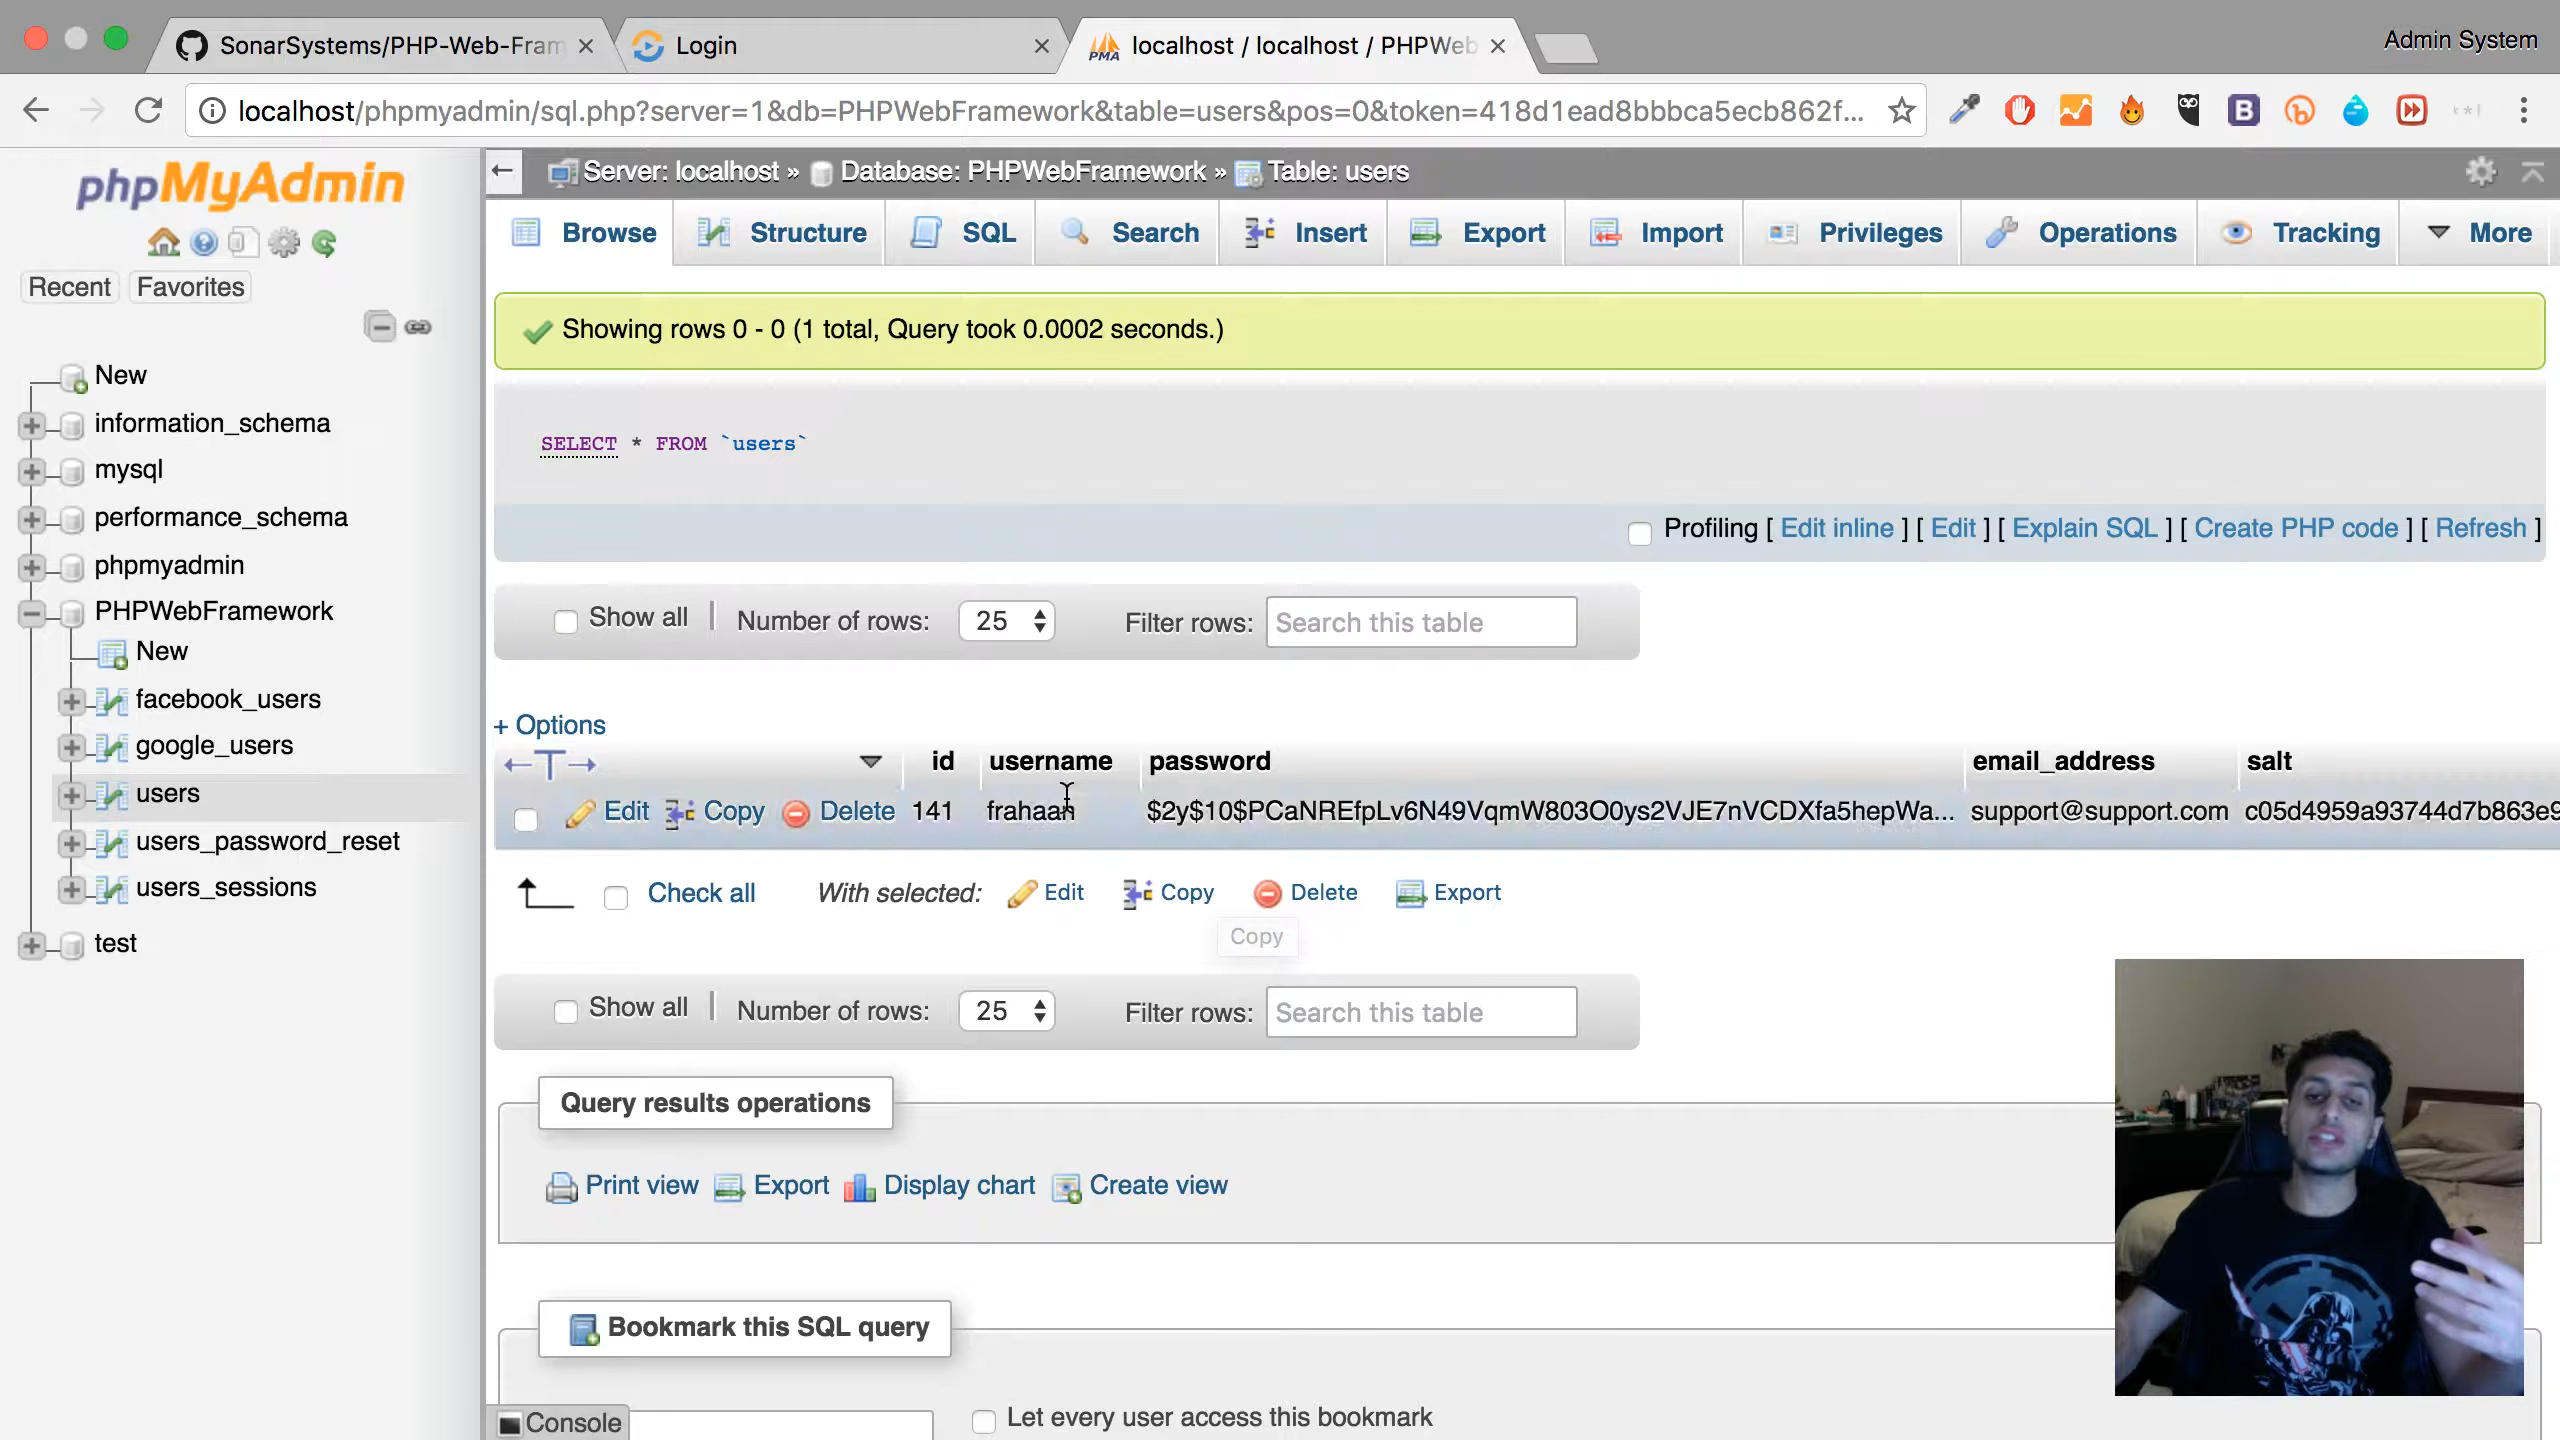 SonarSystems/PHP-Web-Fram
Login
PMA localhost / localhost / PHPWeb
Admin System
localhost/phpmyadmin/sql.php?server=1&db=PHPWebFramework&table=users&pos=0&token=418d1ead8bbbca5ecb862f...
phpMyAdmin
Recent Favorites
New
information_schema
mysql
performance_schema
phpmyadmin
PHPWebFramework
New
facebook_users
google_users
users
users_password_reset
users_sessions
test
Server: localhost » Database: PHPWebFramework » Table: users
Browse Structure SQL Search Insert Export Import Privileges Operations Tracking More
Showing rows 0 - 0 (1 total, Query took 0.0002 seconds.)
SELECT * FROM `users`
Profiling [ Edit inline ] [ Edit ] [ Explain SQL ] [ Create PHP code ] [ Refresh ]
Show all | Number of rows: 25 Filter rows: Search this table
+ Options
←T→ id username password email_address salt
Edit Copy Delete 141 frahaan $2y$10$PCaNREfpLv6N49VqmW803O0ys2VJE7nVCDXfa5hepWa... support@support.com c05d4959a93744d7b863e9
Check all With selected: Edit Copy Delete Export
Copy
Show all | Number of rows: 25 Filter rows: Search this table
Query results operations
Print view Export Display chart Create view
Bookmark this SQL query
Console
Let every user access this bookmark